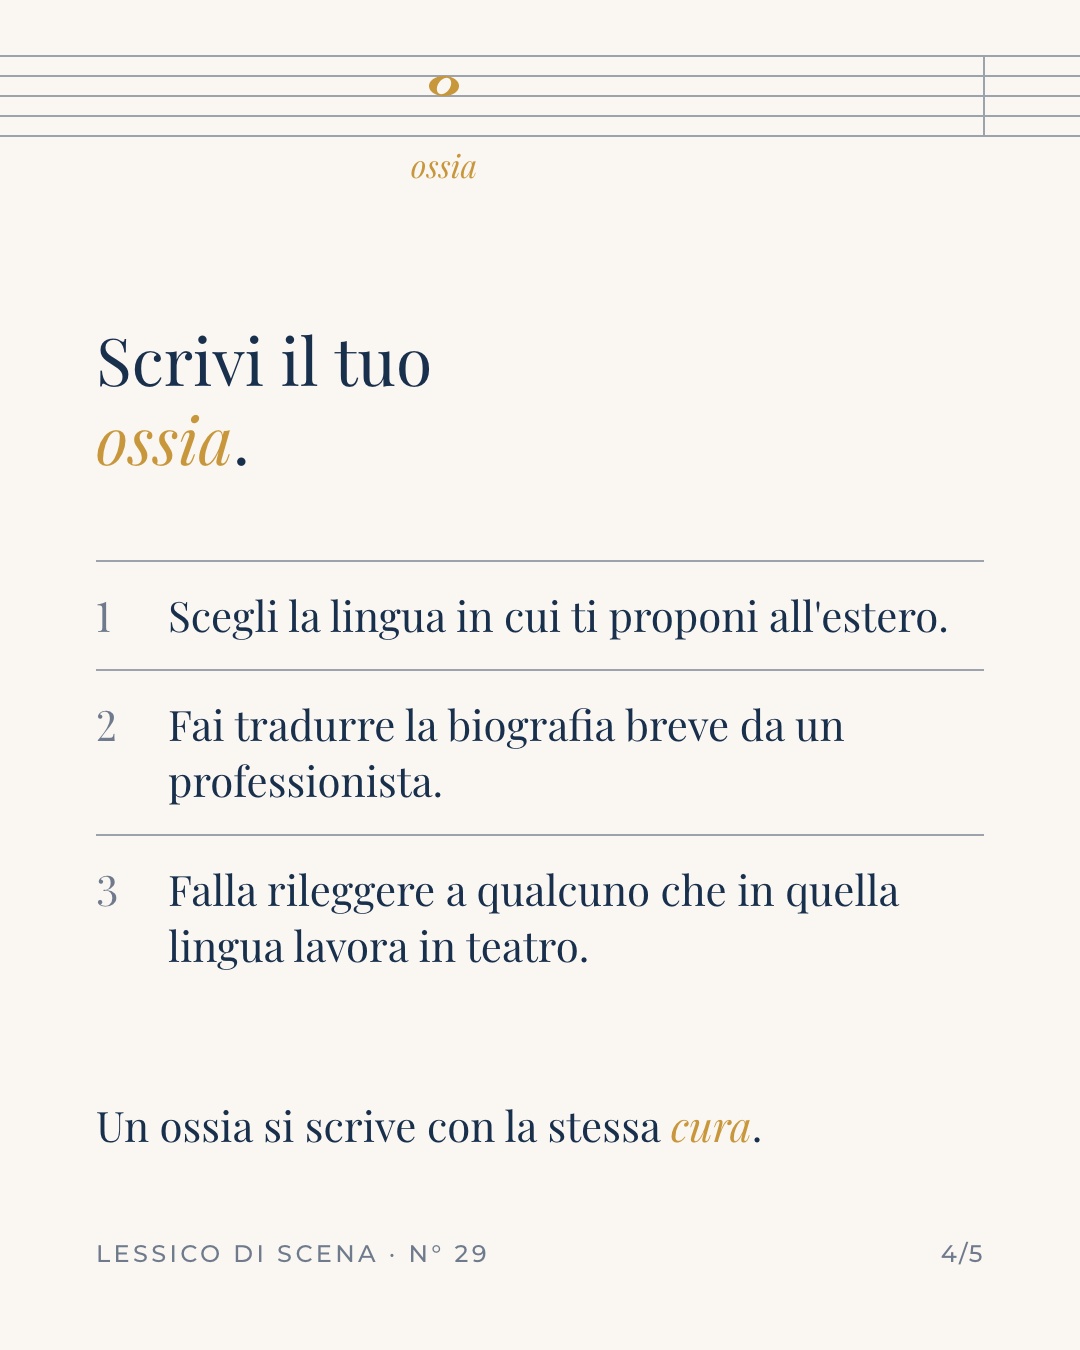 ossia
Scrivi il tuo
ossia.
1 Scegli la lingua in cui ti proponi all'estero.
2 Fai tradurre la biografia breve da un
professionista.
3 Falla rileggere a qualcuno che in quella
lingua lavora in teatro.
Un ossia si scrive con la stessa cura.
LESSICO DI SCENA · N° 29
4/5